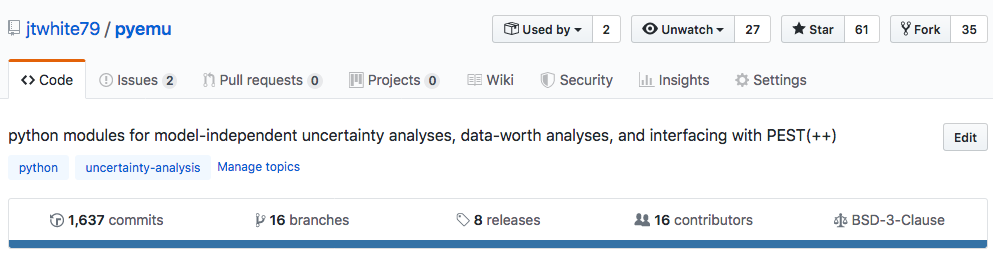 jtwhite79 / pyemu
Used by 2 Unwatch 27 Star 61 Fork 35
Code Issues 2 Pull requests 0 Projects 0 Wiki Security Insights Settings
python modules for model-independent uncertainty analyses, data-worth analyses, and interfacing with PEST(++) Edit
python uncertainty-analysis Manage topics
1,637 commits 16 branches 8 releases 16 contributors BSD-3-Clause